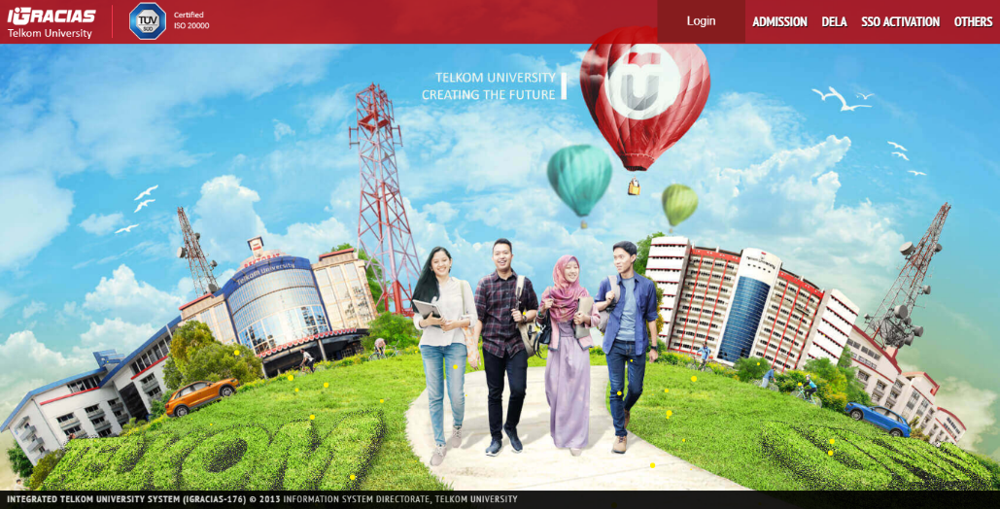 iGRACIAS
Telkom University
TÜV
SÜD
Certified
ISO 20000
Login
ADMISSION
DELA
SSO ACTIVATION
OTHERS
TELKOM UNIVERSITY
CREATING THE FUTURE
Telkom University
INTEGRATED TELKOM UNIVERSITY SYSTEM (IGRACIAS-176) © 2013 INFORMATION SYSTEM DIRECTORATE, TELKOM UNIVERSITY